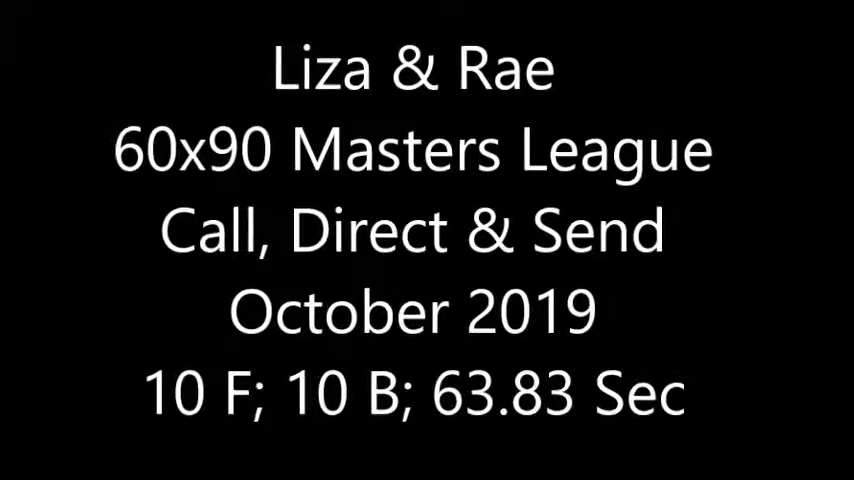 Liza & Rae
60x90 Masters League
Call, Direct & Send
October 2019
10 F; 10 B; 63.83 Sec